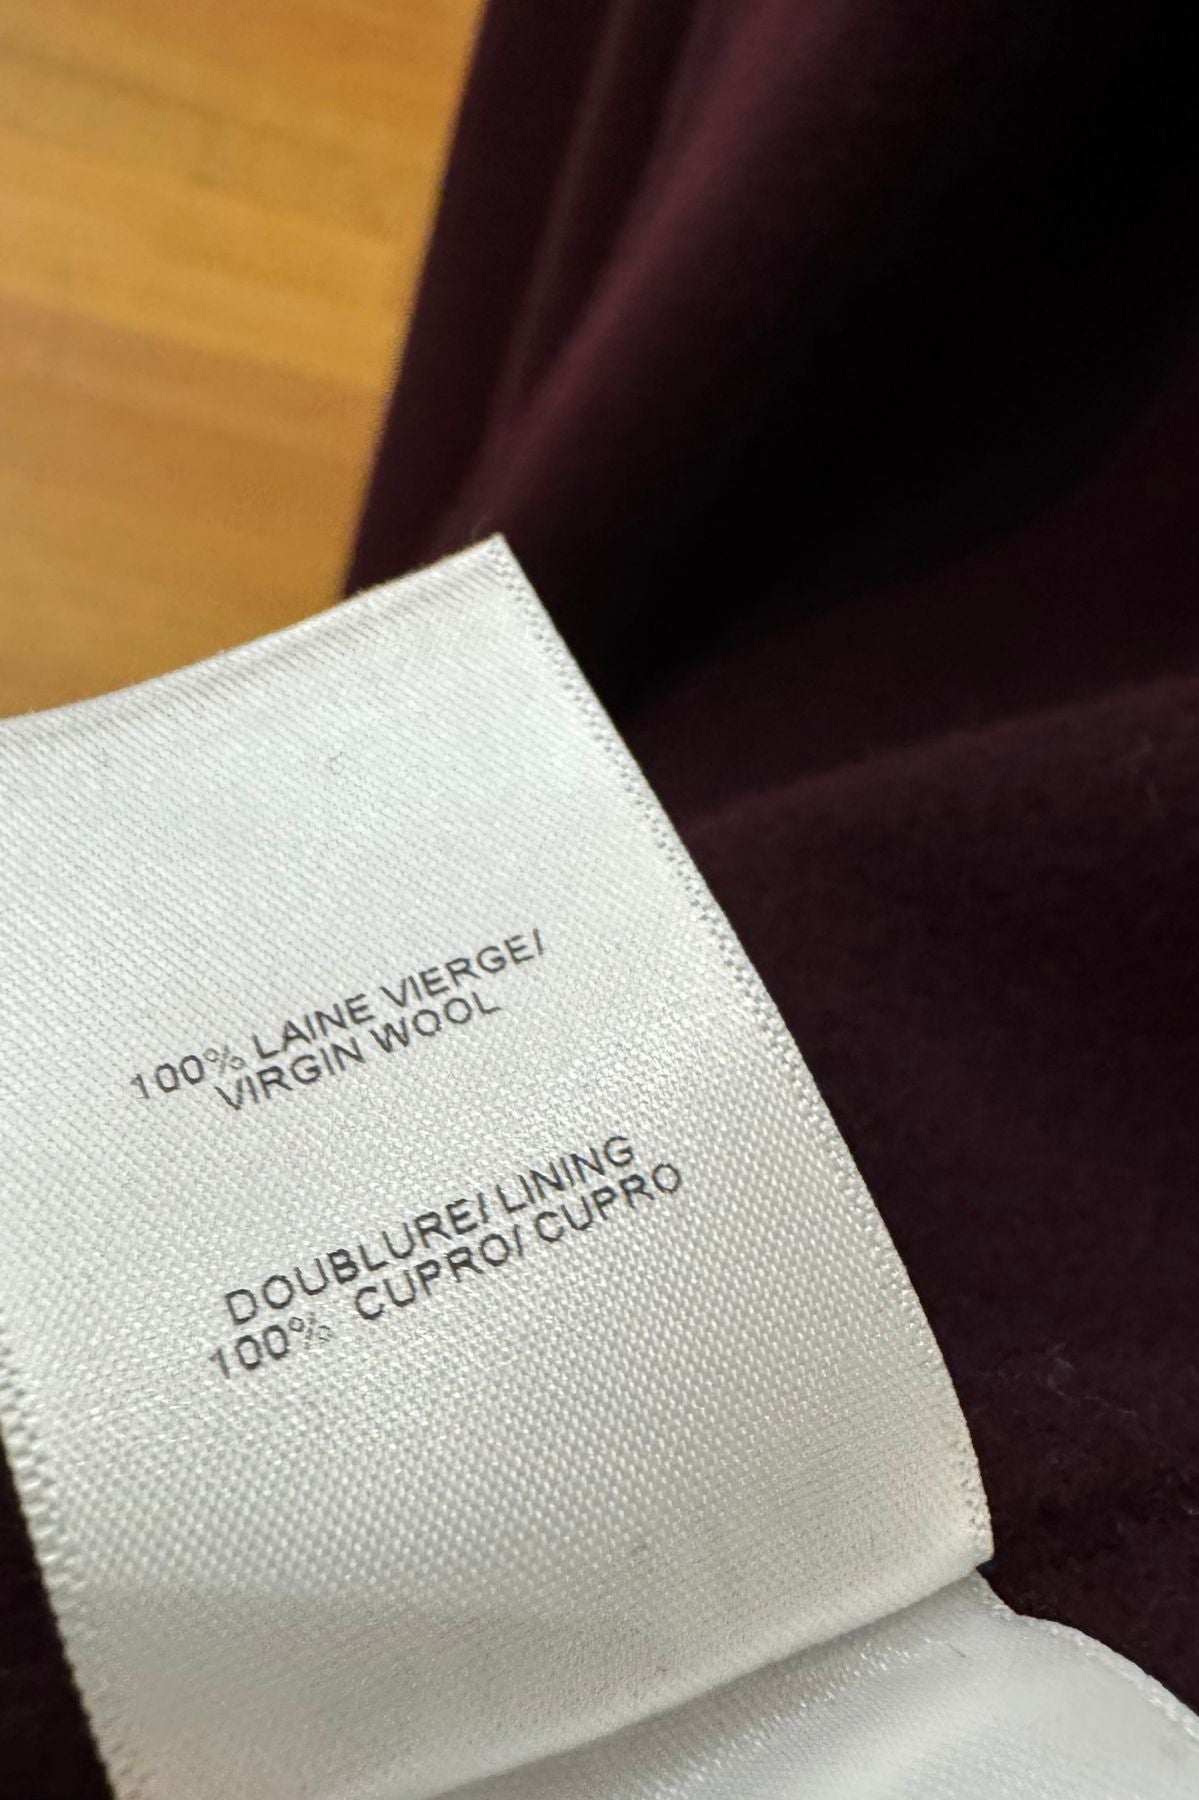 100% LAINE VIERGE/
VIRGIN WOOL
DOUBLURE/ LINING
100% CUPRO/ CUPRO